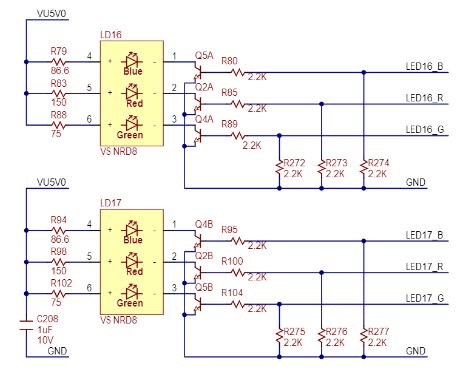 VU5V0
LD16
R79
4
+
-
1
Q5A
R80
LED16_B
86.6
Blue
2.2K
R83
5
+
-
2
Q2A
R85
LED16_R
150
Red
2.2K
R88
6
+
-
3
Q4A
R89
LED16_G
75
Green
2.2K
VS NRD8
R272
R273
R274
2.2K
2.2K
2.2K
GND
VU5V0
LD17
R94
4
+
-
1
Q4B
R95
LED17_B
86.6
Blue
2.2K
R98
5
+
-
2
Q2B
R100
LED17_R
150
Red
2.2K
R102
6
+
-
3
Q5B
R104
LED17_G
75
Green
2.2K
VS NRD8
C208
1uF
10V
R275
R276
R277
2.2K
2.2K
2.2K
GND
GND